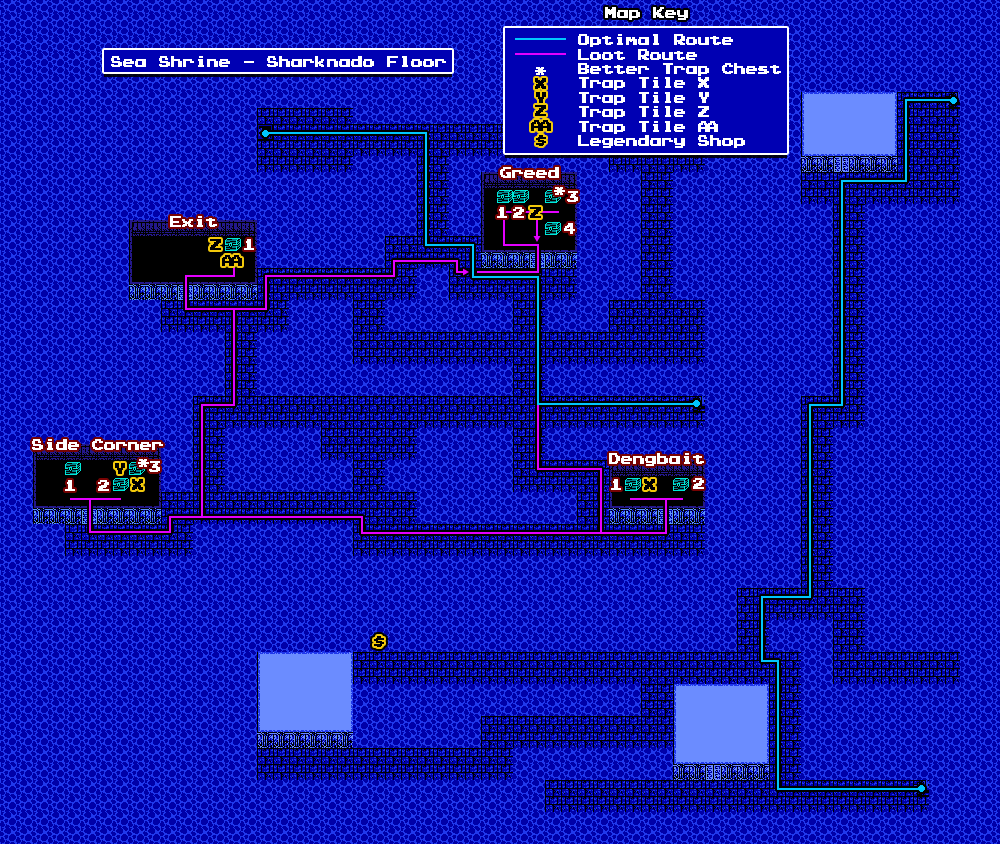 Map Key
Optimal Route
Loot Route
* Better Trap Chest
X Trap Tile X
Y Trap Tile Y
Z Trap Tile Z
AA Trap Tile AA
$ Legendary Shop
Sea Shrine - Sharknado Floor
Greed
*3
1 2 Z
4
Exit
Z 1
AA
Side Corner
Y *3
1 2 X
Dengbait
1 X 2
$